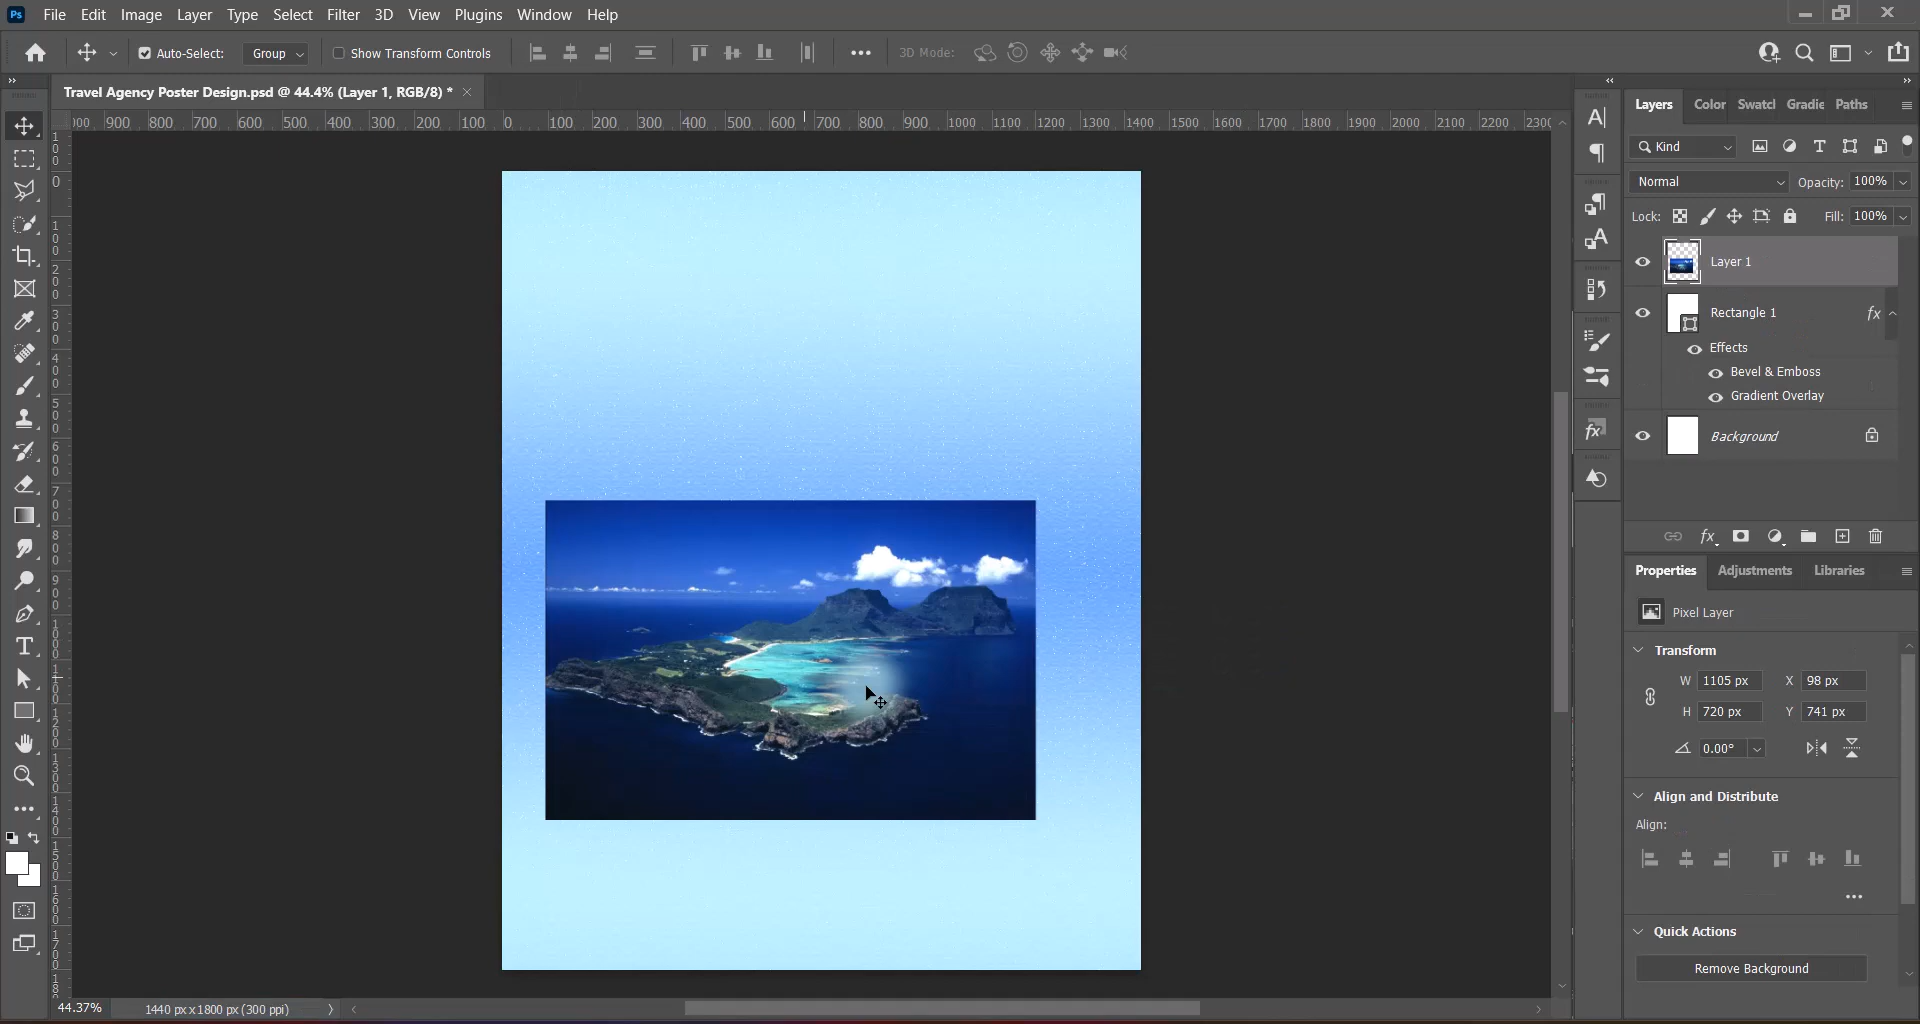 Ps File Edit Image Layer Type Select Filter 3D View Plugins Window Help
Auto-Select: Group Show Transform Controls 3D Mode:
Travel Agency Poster Design.psd @ 44.4% (Layer 1, RGB/8) * ×
900 800 700 600 500 400 300 200 100 0 100 200 300 400 500 600 700 800 900 1000 1100 1200 1300 1400 1500 1600 1700 1800 1900 2000 2100 2200
Layers Color Swatcl Gradie Paths
Kind
Normal Opacity: 100%
Lock: Fill: 100%
Layer 1
Rectangle 1 fx
Effects
Bevel & Emboss
Gradient Overlay
Background
fx
Properties Adjustments Libraries
Pixel Layer
Transform
W 1105 px X 98 px
H 720 px Y 741 px
0.00°
Align and Distribute
Align:
Quick Actions
Remove Background
44.37% 1440 px x 1800 px (300 ppi)